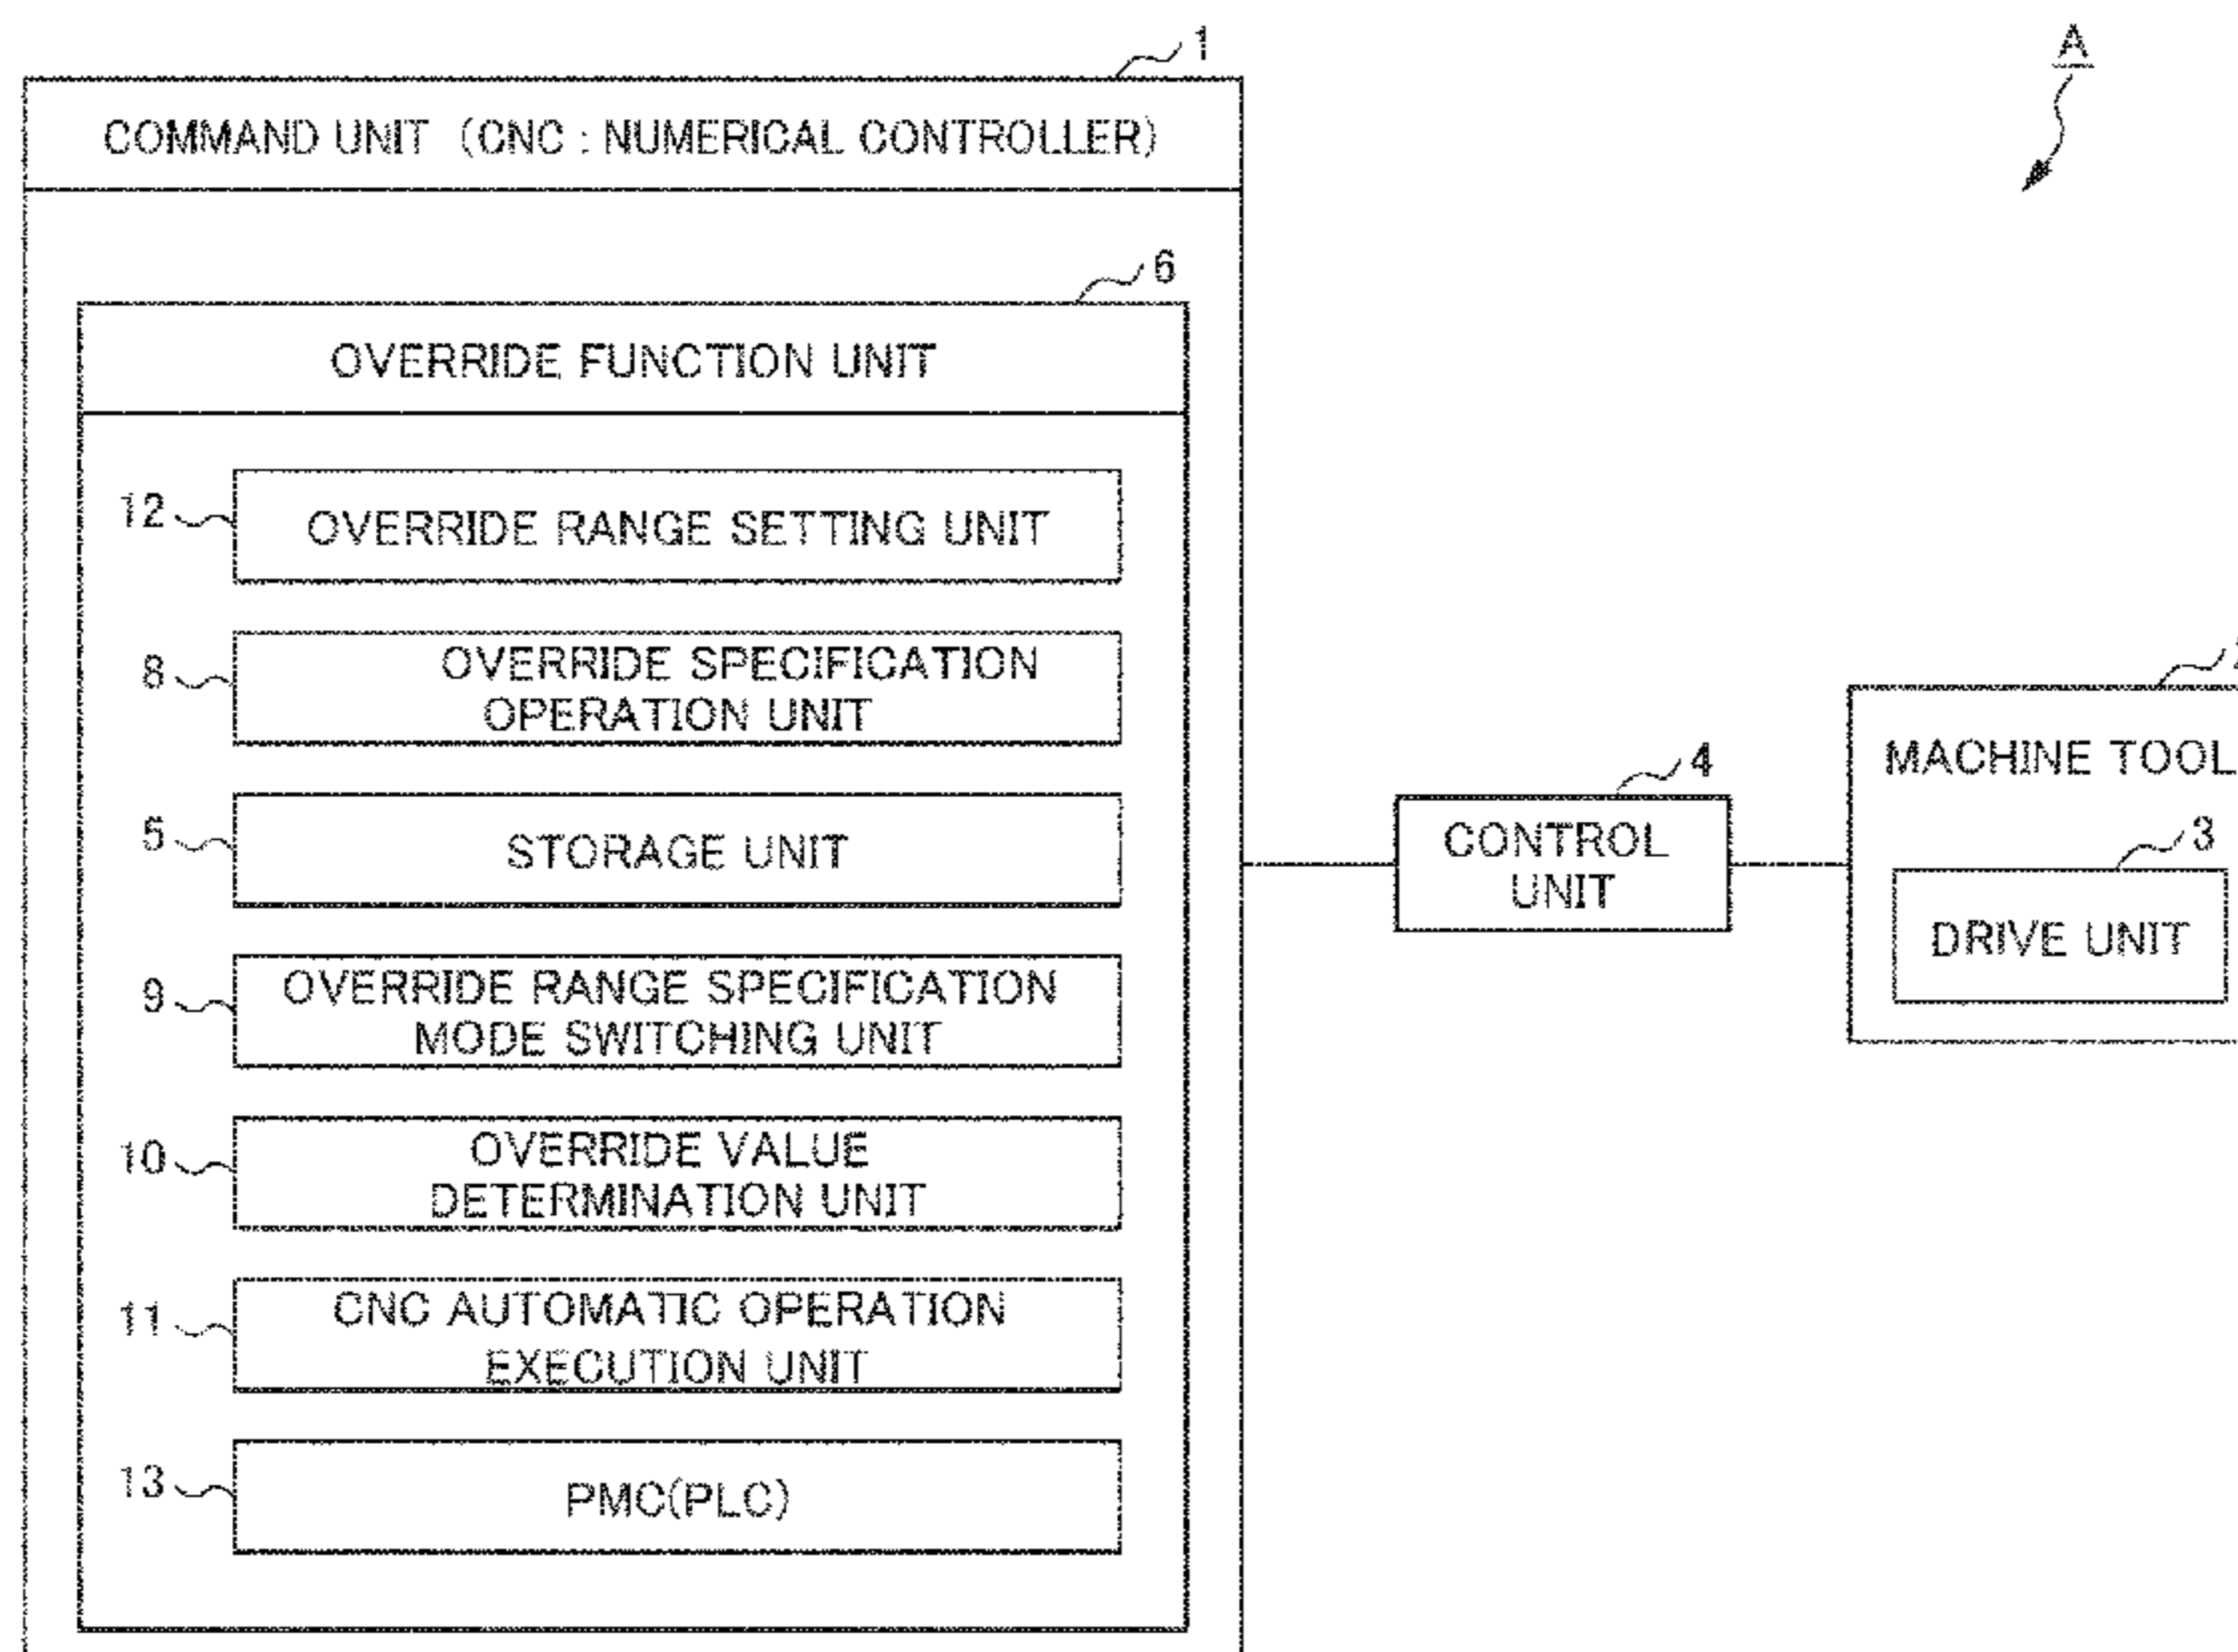 1
A
COMMAND UNIT (CNC : NUMERICAL CONTROLLER)
6
OVERRIDE FUNCTION UNIT
12
OVERRIDE RANGE SETTING UNIT
8
OVERRIDE SPECIFICATION
OPERATION UNIT
5
STORAGE UNIT
9
OVERRIDE RANGE SPECIFICATION
MODE SWITCHING UNIT
10
OVERRIDE VALUE
DETERMINATION UNIT
11
CNC AUTOMATIC OPERATION
EXECUTION UNIT
13
PMC(PLC)
4
CONTROL
UNIT
MACHINE TOOL
3
DRIVE UNIT